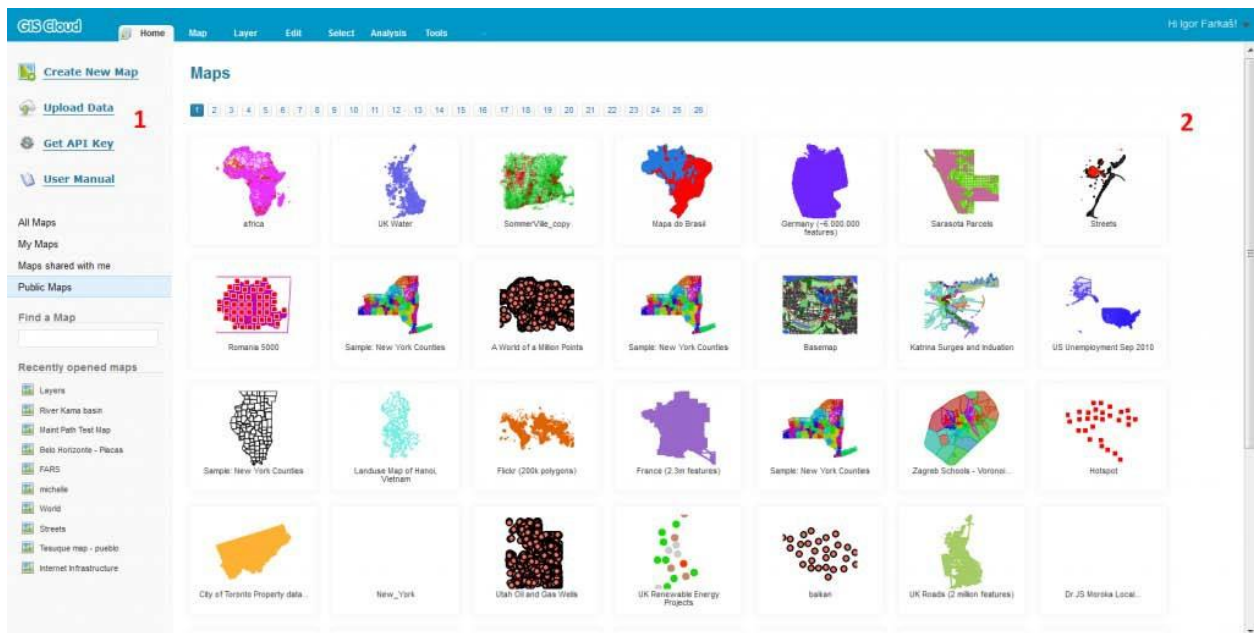 GIS Cloud
Home Map Layer Edit Select Analysis Tools
Hi Igor Farkaš!
Create New Map
Upload Data
1
Get API Key
User Manual
All Maps
My Maps
Maps shared with me
Public Maps
Find a Map
Recently opened maps
Layers
River Kama basin
Maint Path Test Map
Belo Horizonte - Placas
FARS
michelle
World
Streets
Tesuque map - pueblo
Internet Infrastructure
Maps
1 2 3 4 5 6 7 8 9 10 11 12 13 14 15 16 17 18 19 20 21 22 23 24 25 26
2
africa
UK Water
SommerVille_copy
Mapa do Brasil
Germany (~6.000.000
features)
Sarasota Parcels
Streets
Romania 5000
Sample: New York Counties
A World of a Million Points
Sample: New York Counties
Basemap
Katrina Surges and Induation
US Unemployment Sep 2010
Sample: New York Counties
Landuse Map of Hanoi,
Vietnam
Flickr (200k polygons)
France (2.3m features)
Sample: New York Counties
Zagreb Schools - Voronoi...
Hotspot
City of Toronto Property data...
New_York
Utah Oil and Gas Wells
UK Renewable Energy
Projects
balkan
UK Roads (2 million features)
Dr JS Moroka Local...